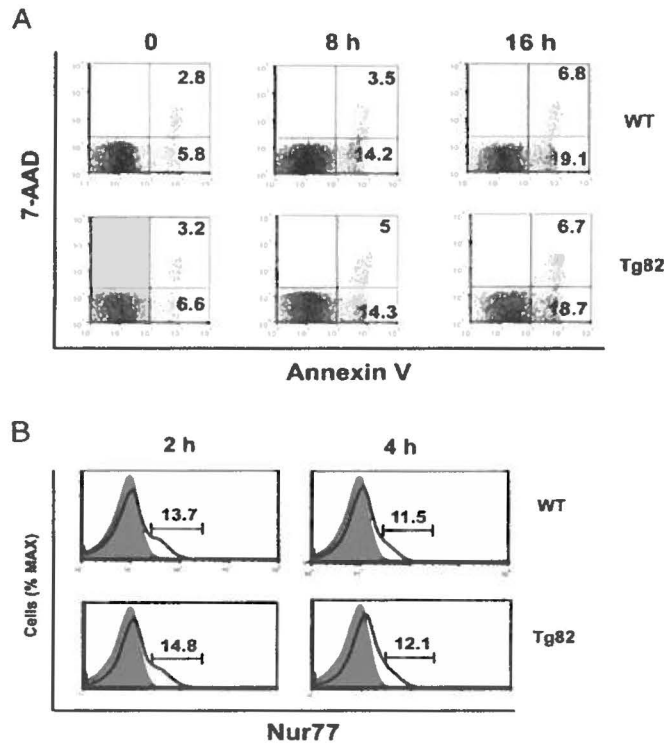 A
0 8 h 16 h
2.8 3.5 6.8
WT
5.8 14.2 19.1
7-AAD
3.2 5 6.7
Tg82
6.6 14.3 18.7
Annexin V
B
2 h 4 h
13.7 11.5
WT
Cells (% MAX)
14.8 12.1
Tg82
Nur77